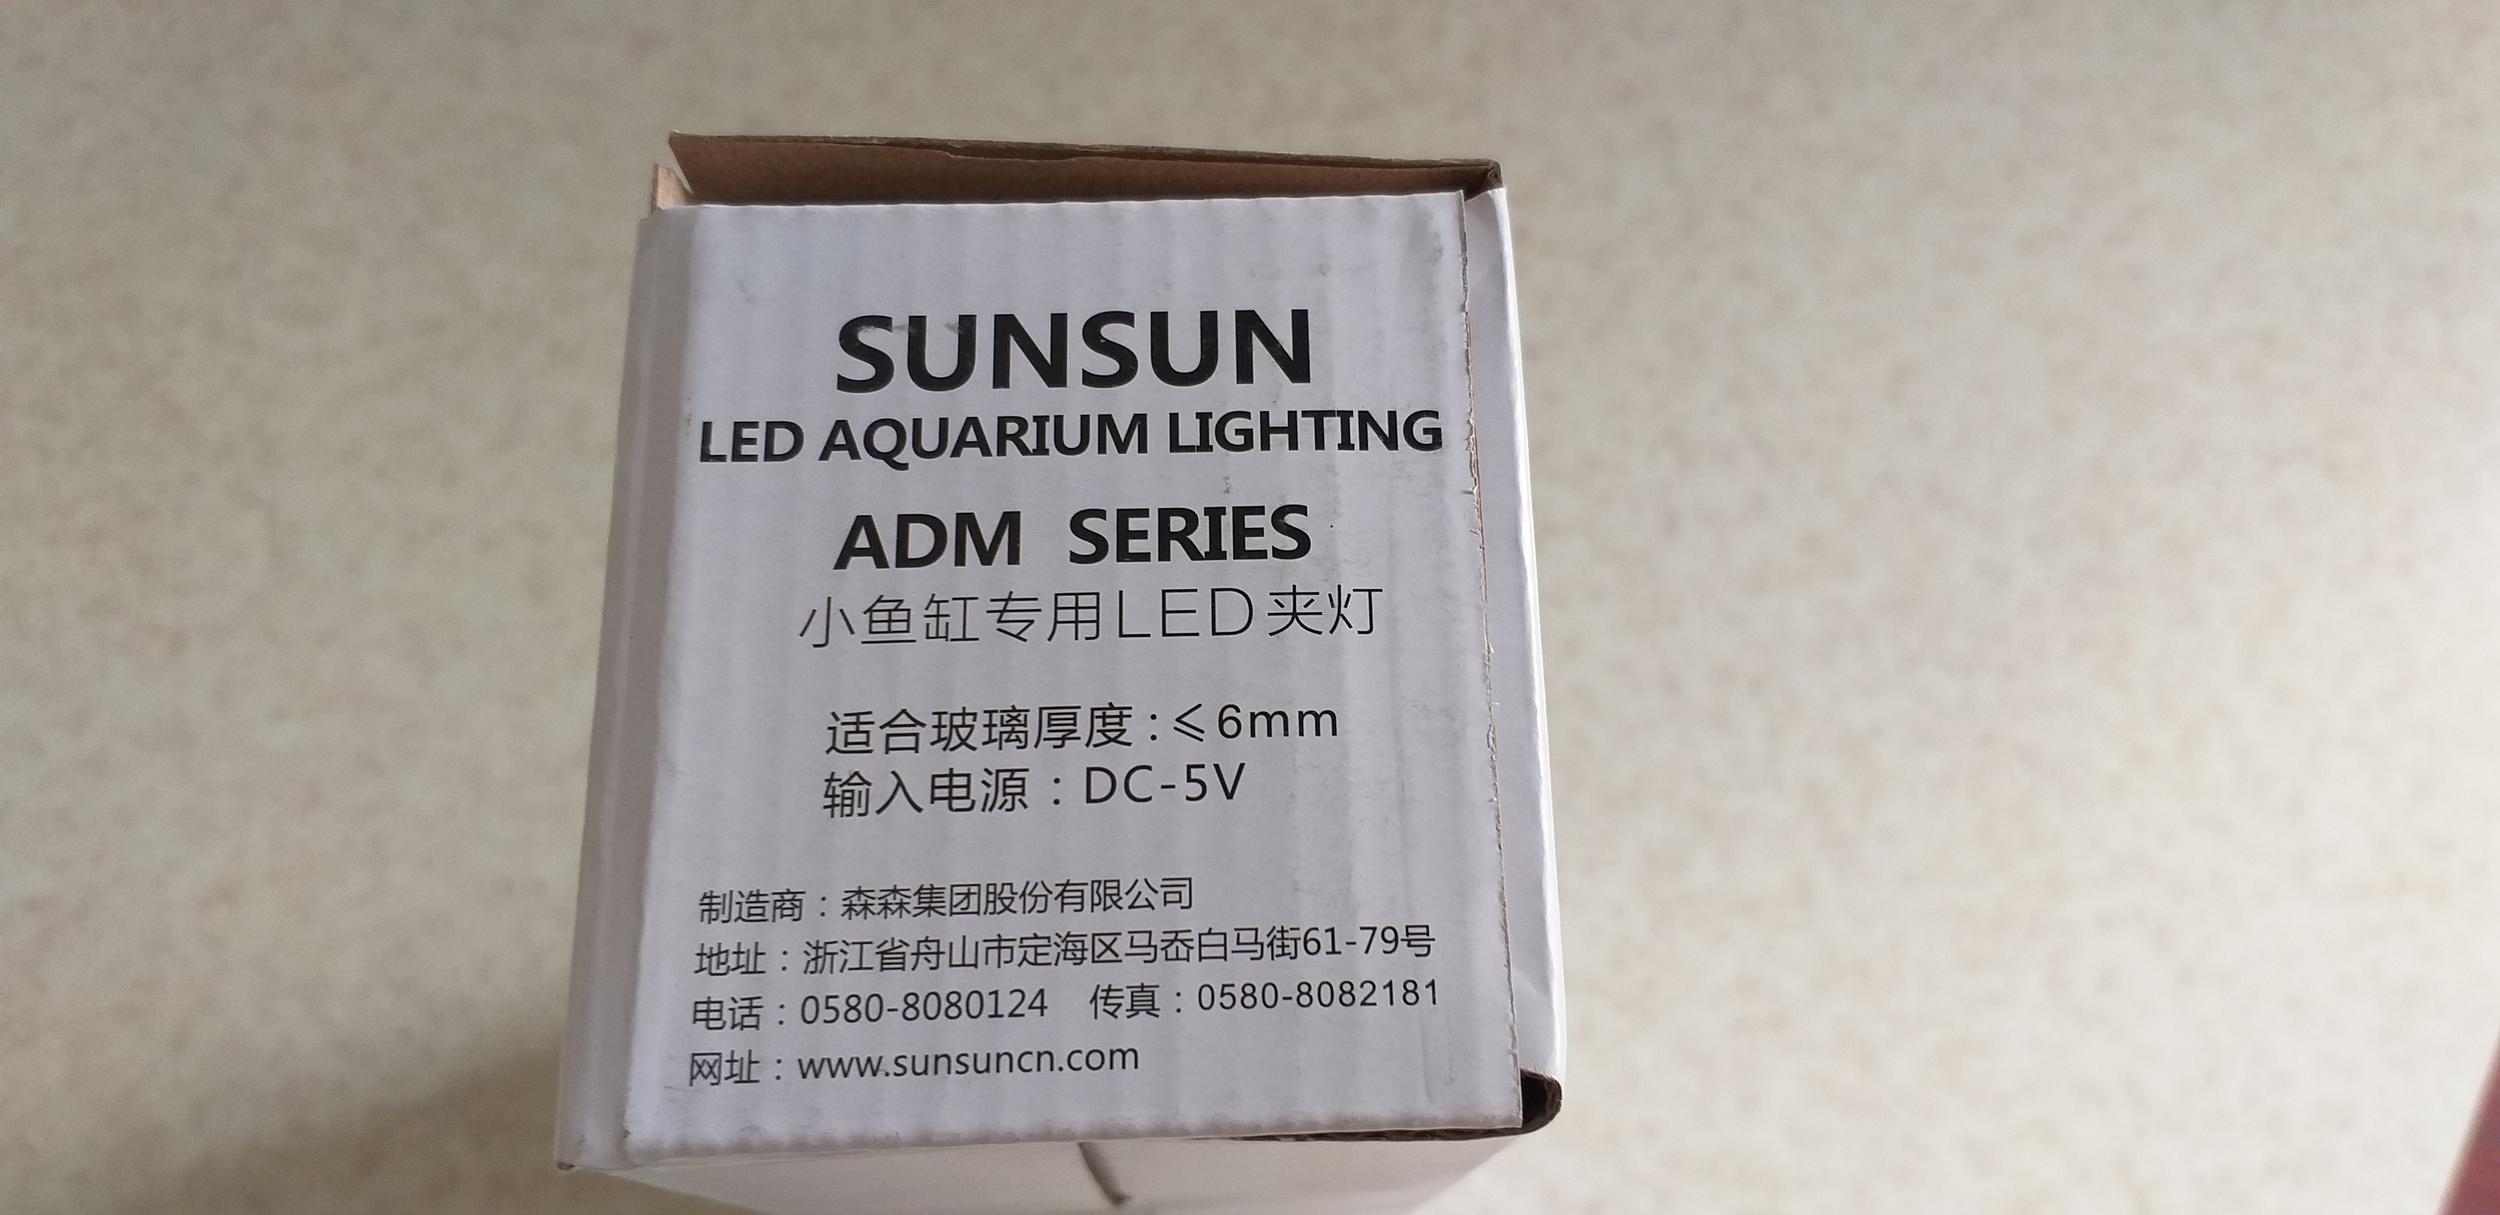 SUNSUN
LED AQUARIUM LIGHTING
ADM SERIES
小鱼缸专用LED夹灯
适合玻璃厚度:≤6mm
输入电源：DC-5V
制造商：森森集团股份有限公司
地址：浙江省舟山市定海区马岙白马街61-79号
电话：0580-8080124 传真：0580-8082181
网址：www.sunsuncn.com